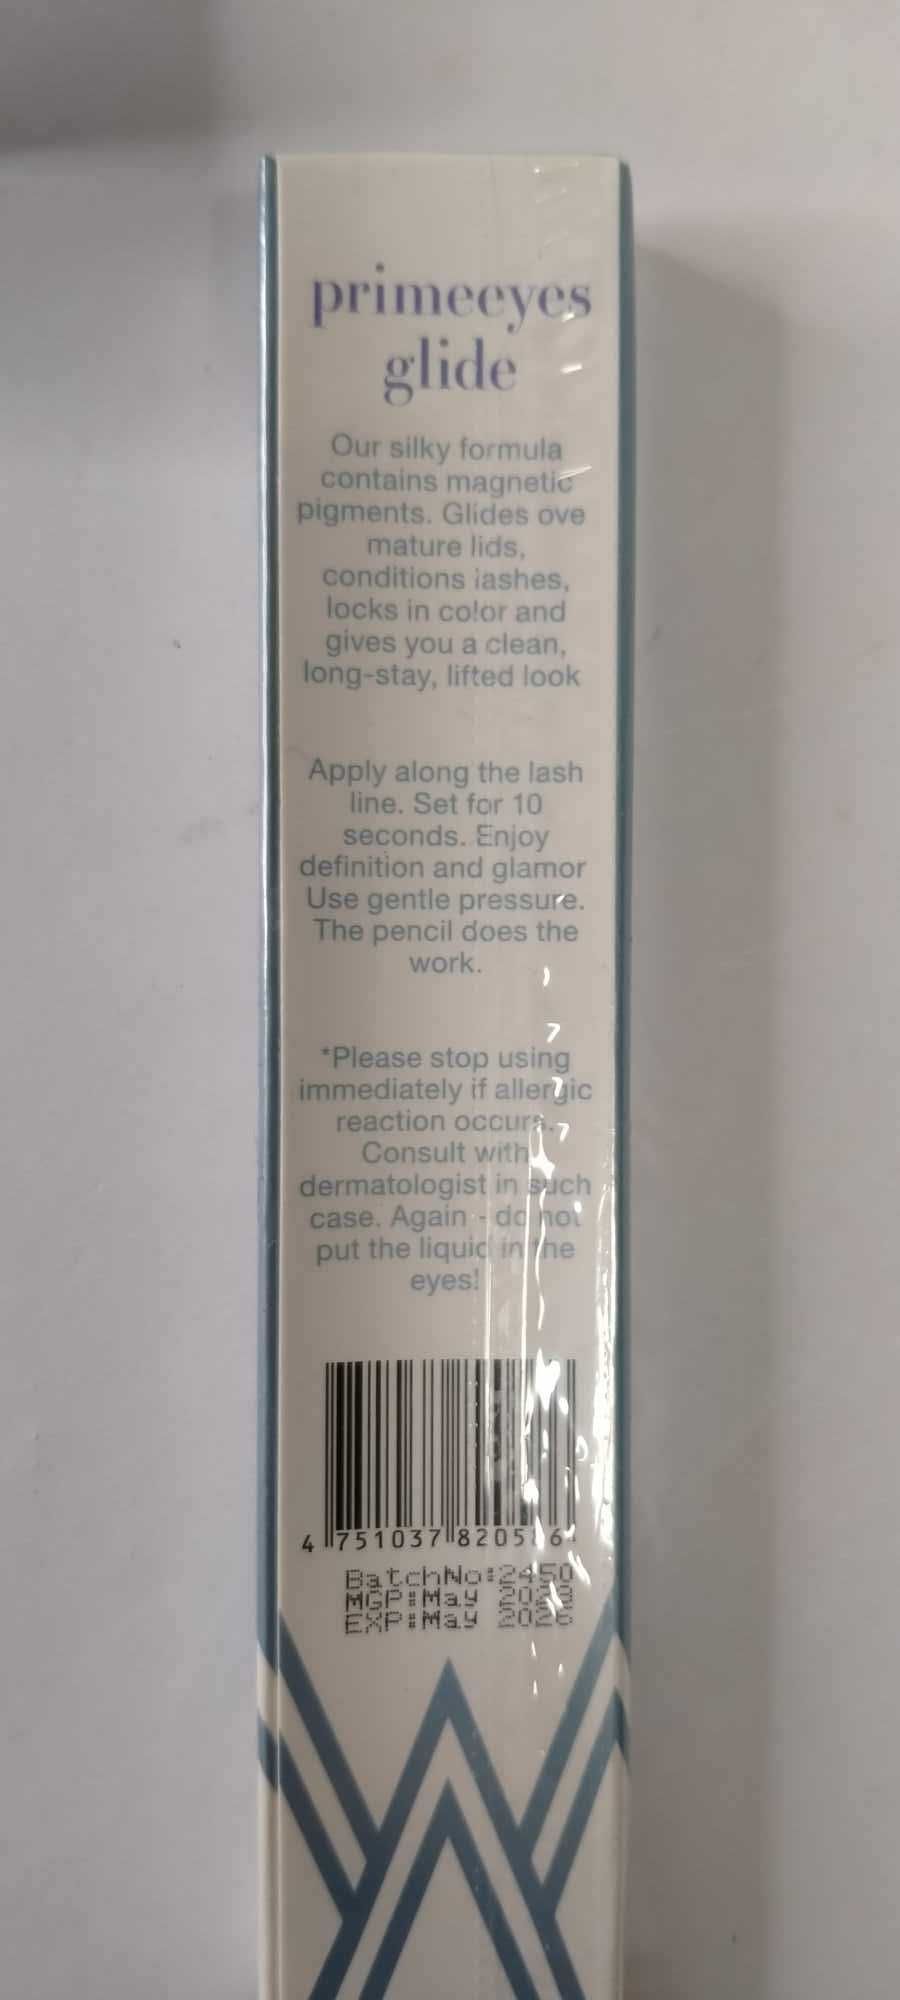 primeeyes
glide
Our silky formula
contains magnetic
pigments. Glides ove
mature lids,
conditions iashes,
locks in color and
gives you a clean,
long-stay, lifted look
Apply along the lash
line. Set for 10
seconds. Enjoy
definition and glamor
Use gentle pressure.
The pencil does the
work.
*Please stop using
immediately if allergic
reaction occurs.
Consult with
dermatologist in such
case. Again - do not
put the liquid in the
eyes!
4 751037
BatchNo:2450
MGP:May
EXP:May